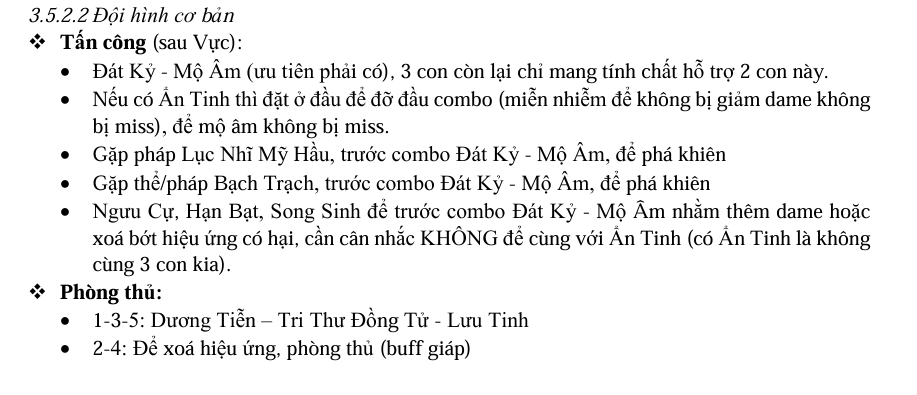 3.5.2.2 Đội hình cơ bản
❖ Tấn công (sau Vực):
• Đát Kỷ - Mộ Âm (ưu tiên phải có), 3 con còn lại chỉ mang tính chất hỗ trợ 2 con này.
• Nếu có Ẩn Tinh thì đặt ở đầu để đỡ đầu combo (miễn nhiễm để không bị giảm dame không
bị miss), để mộ âm không bị miss.
• Gặp pháp Lục Nhĩ Mỹ Hầu, trước combo Đát Kỷ - Mộ Âm, để phá khiên
• Gặp thể/pháp Bạch Trạch, trước combo Đát Kỷ - Mộ Âm, để phá khiên
• Ngưu Cự, Hạn Bạt, Song Sinh để trước combo Đát Kỷ - Mộ Âm nhằm thêm dame hoặc
xoá bớt hiệu ứng có hại, cần cân nhắc KHÔNG để cùng với Ẩn Tinh (có Ẩn Tinh là không
cùng 3 con kia).
❖ Phòng thủ:
• 1-3-5: Dương Tiễn – Tri Thư Đồng Tử - Lưu Tinh
• 2-4: Để xoá hiệu ứng, phòng thủ (buff giáp)